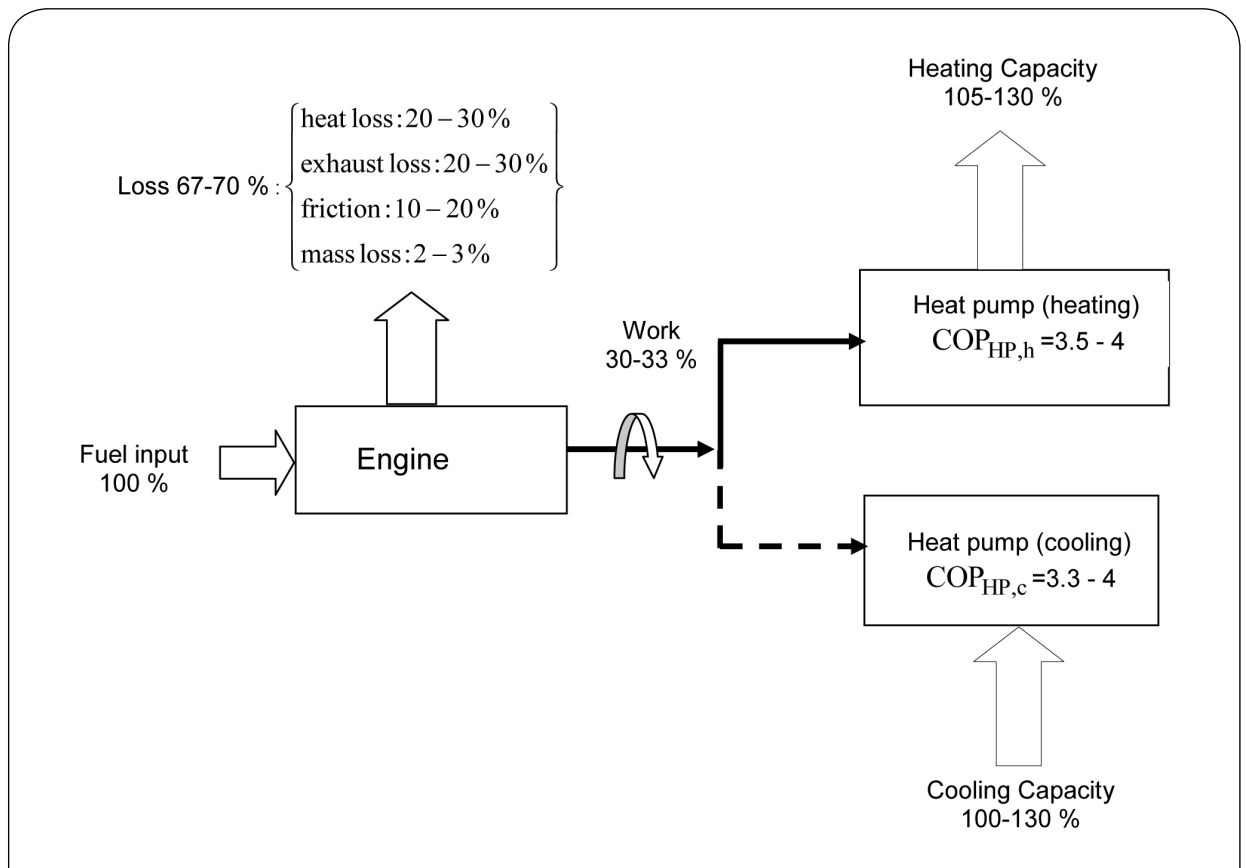 Heating Capacity
105-130 %
Loss 67-70 % :
heat loss : 20 – 30%
exhaust loss : 20 – 30%
friction : 10 – 20%
mass loss : 2 – 3%
Heat pump (heating)
COP_HP,h =3.5 - 4
Work
30-33 %
Fuel input
100 %
Engine
Heat pump (cooling)
COP_HP,c =3.3 - 4
Cooling Capacity
100-130 %